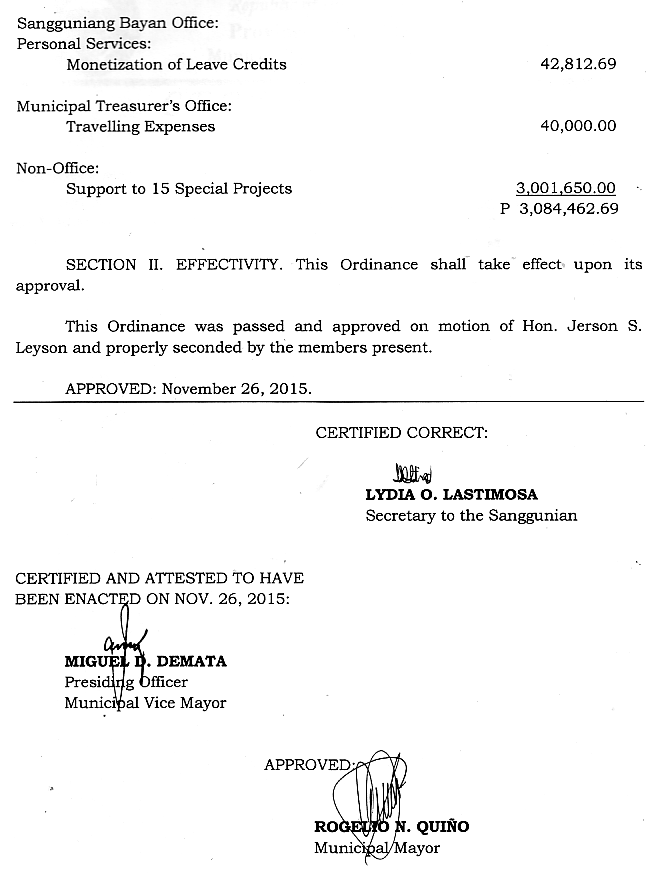 Sangguniang Bayan Office:
Personal Services:
Monetization of Leave Credits 42,812.69
Municipal Treasurer's Office:
Travelling Expenses 40,000.00
Non-Office:
Support to 15 Special Projects 3,001,650.00
P 3,084,462.69
SECTION II. EFFECTIVITY. This Ordinance shall take effect upon its
approval.
This Ordinance was passed and approved on motion of Hon. Jerson S.
Leyson and properly seconded by the members present.
APPROVED: November 26, 2015.
CERTIFIED CORRECT:
LYDIA O. LASTIMOSA
Secretary to the Sanggunian
CERTIFIED AND ATTESTED TO HAVE
BEEN ENACTED ON NOV. 26, 2015:
MIGUEL D. DEMATA
Presiding Officer
Municipal Vice Mayor
APPROVED:
ROGELIO N. QUIÑO
Municipal Mayor